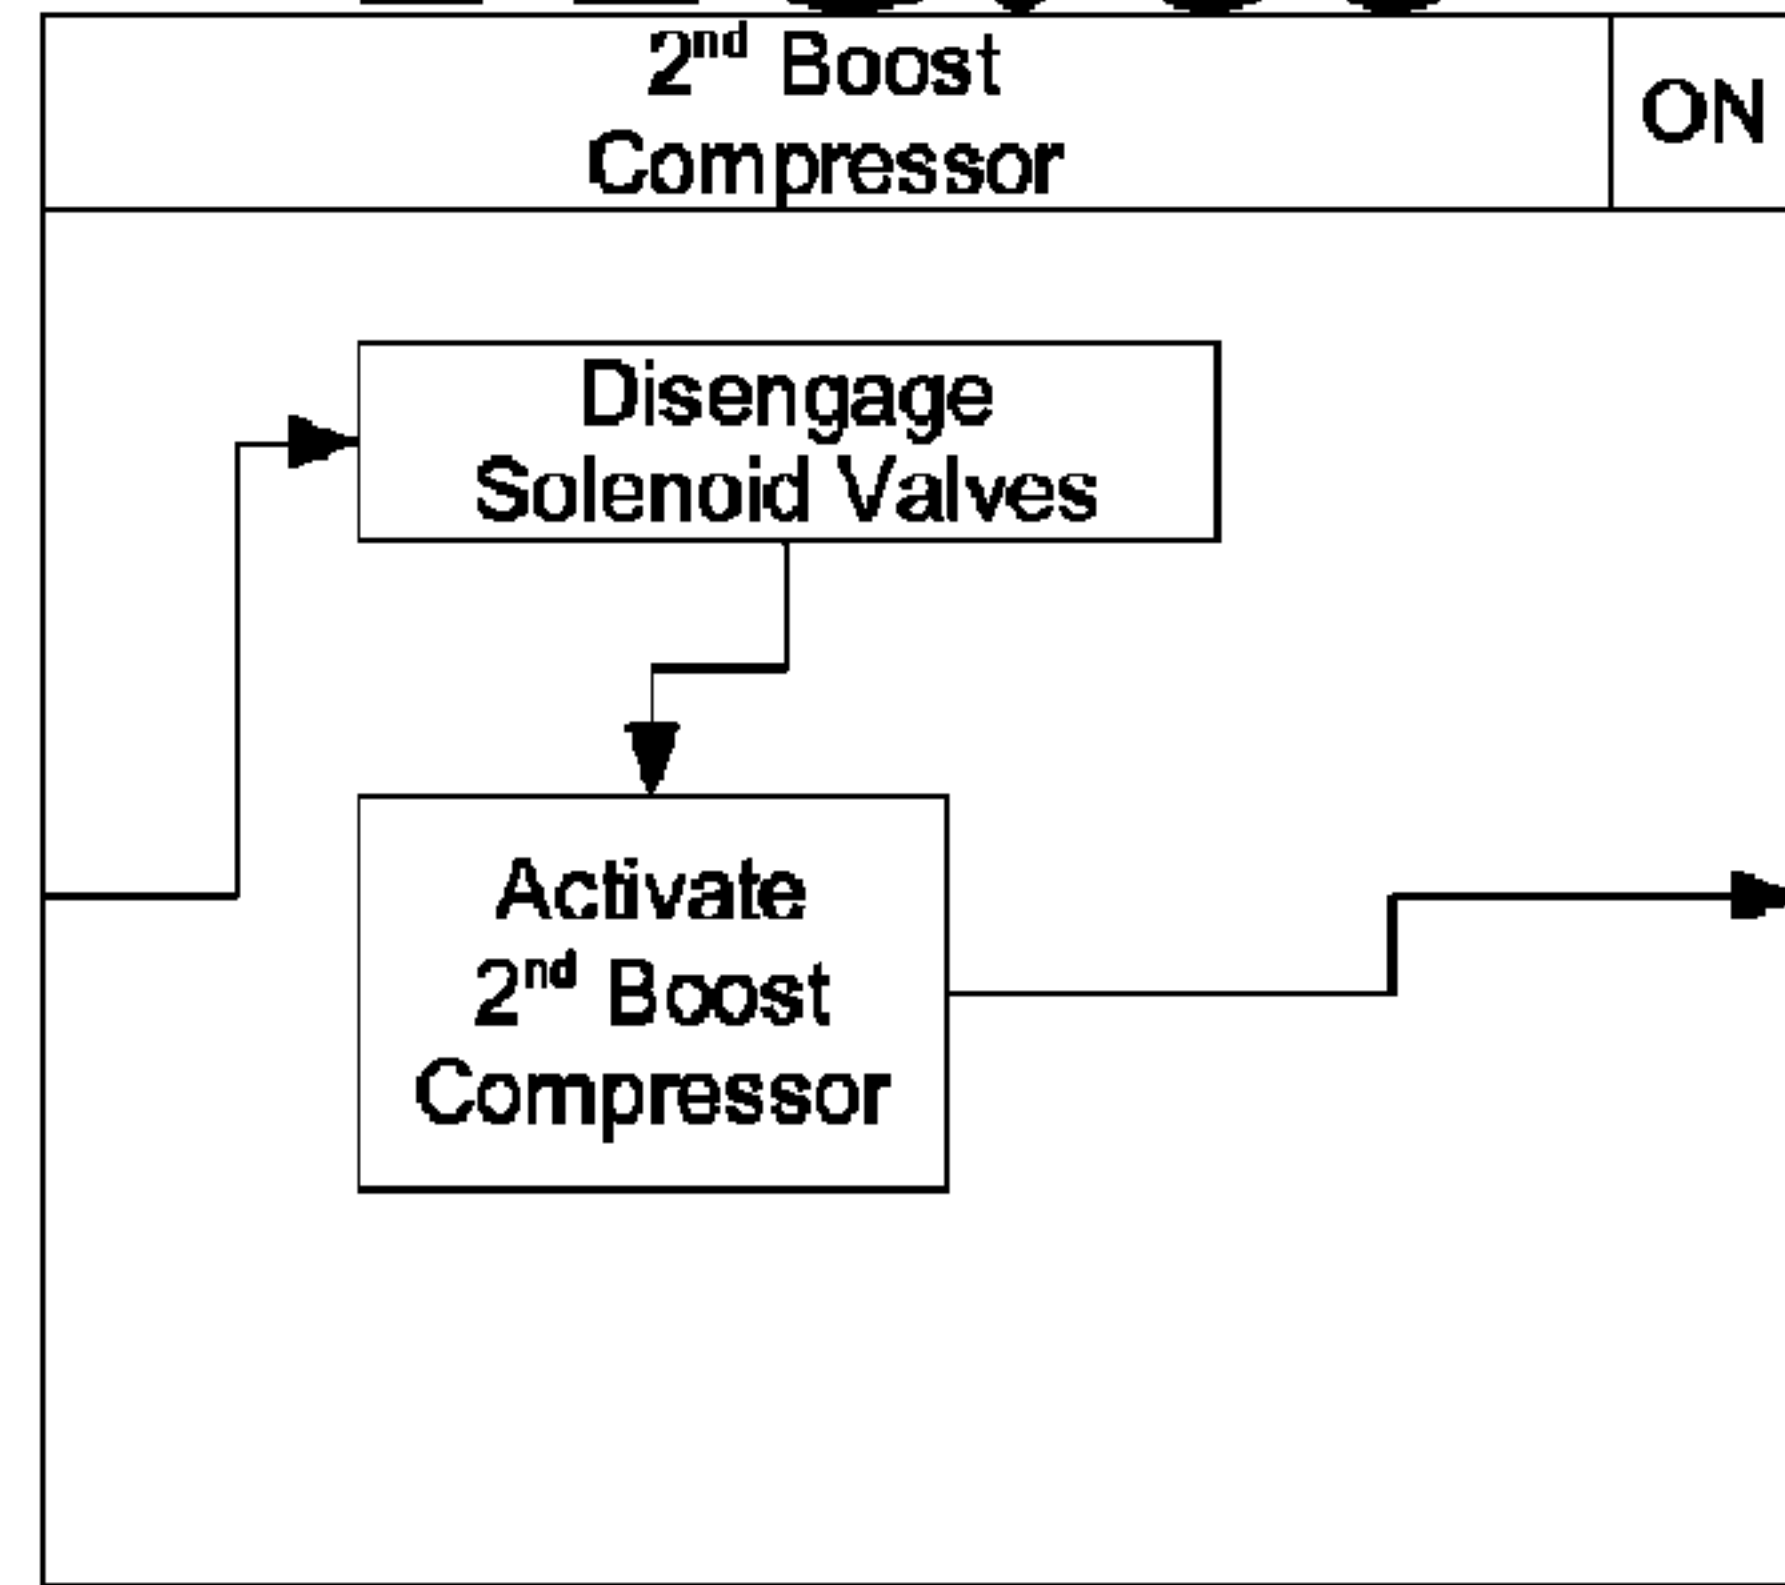 2nd Boost
Compressor
ON
Disengage
Solenoid Valves
Activate
2nd Boost
Compressor